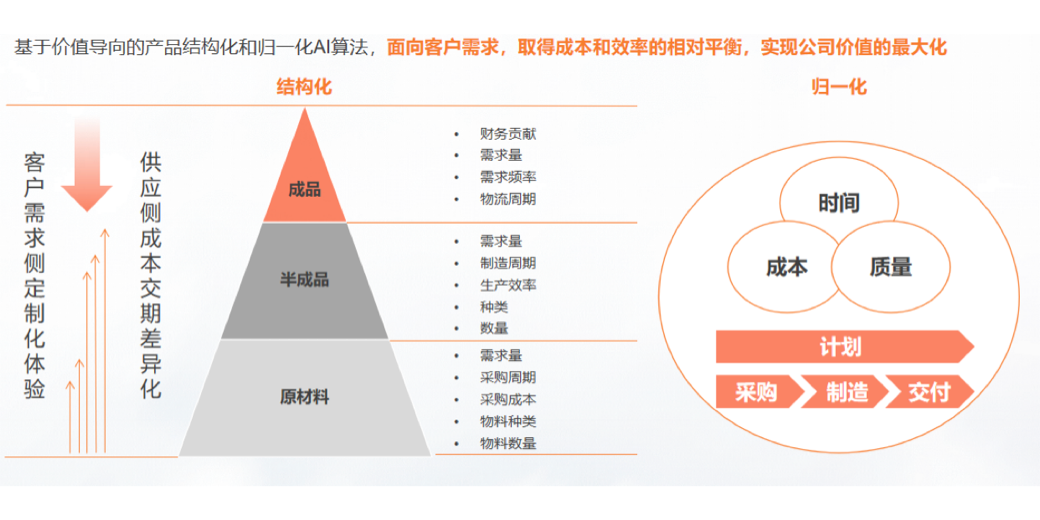 基于价值导向的产品结构化和归一化AI算法，面向客户需求，取得成本和效率的相对平衡，实现公司价值的最大化
结构化
归一化
客户需求侧定制化体验
供应侧成本交期差异化
成品
• 财务贡献
• 需求量
• 需求频率
• 物流周期
半成品
• 需求量
• 制造周期
• 生产效率
• 种类
• 数量
原材料
• 需求量
• 采购周期
• 采购成本
• 物料种类
• 物料数量
时间
成本
质量
计划
采购
制造
交付